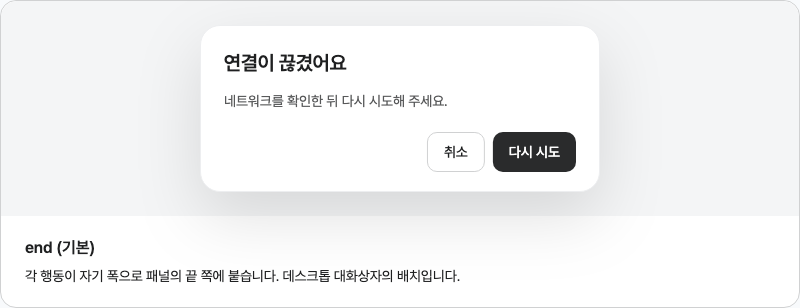 연결이 끊겼어요
네트워크를 확인한 뒤 다시 시도해 주세요.
취소
다시 시도
end (기본)
각 행동이 자기 폭으로 패널의 끝 쪽에 붙습니다. 데스크톱 대화상자의 배치입니다.